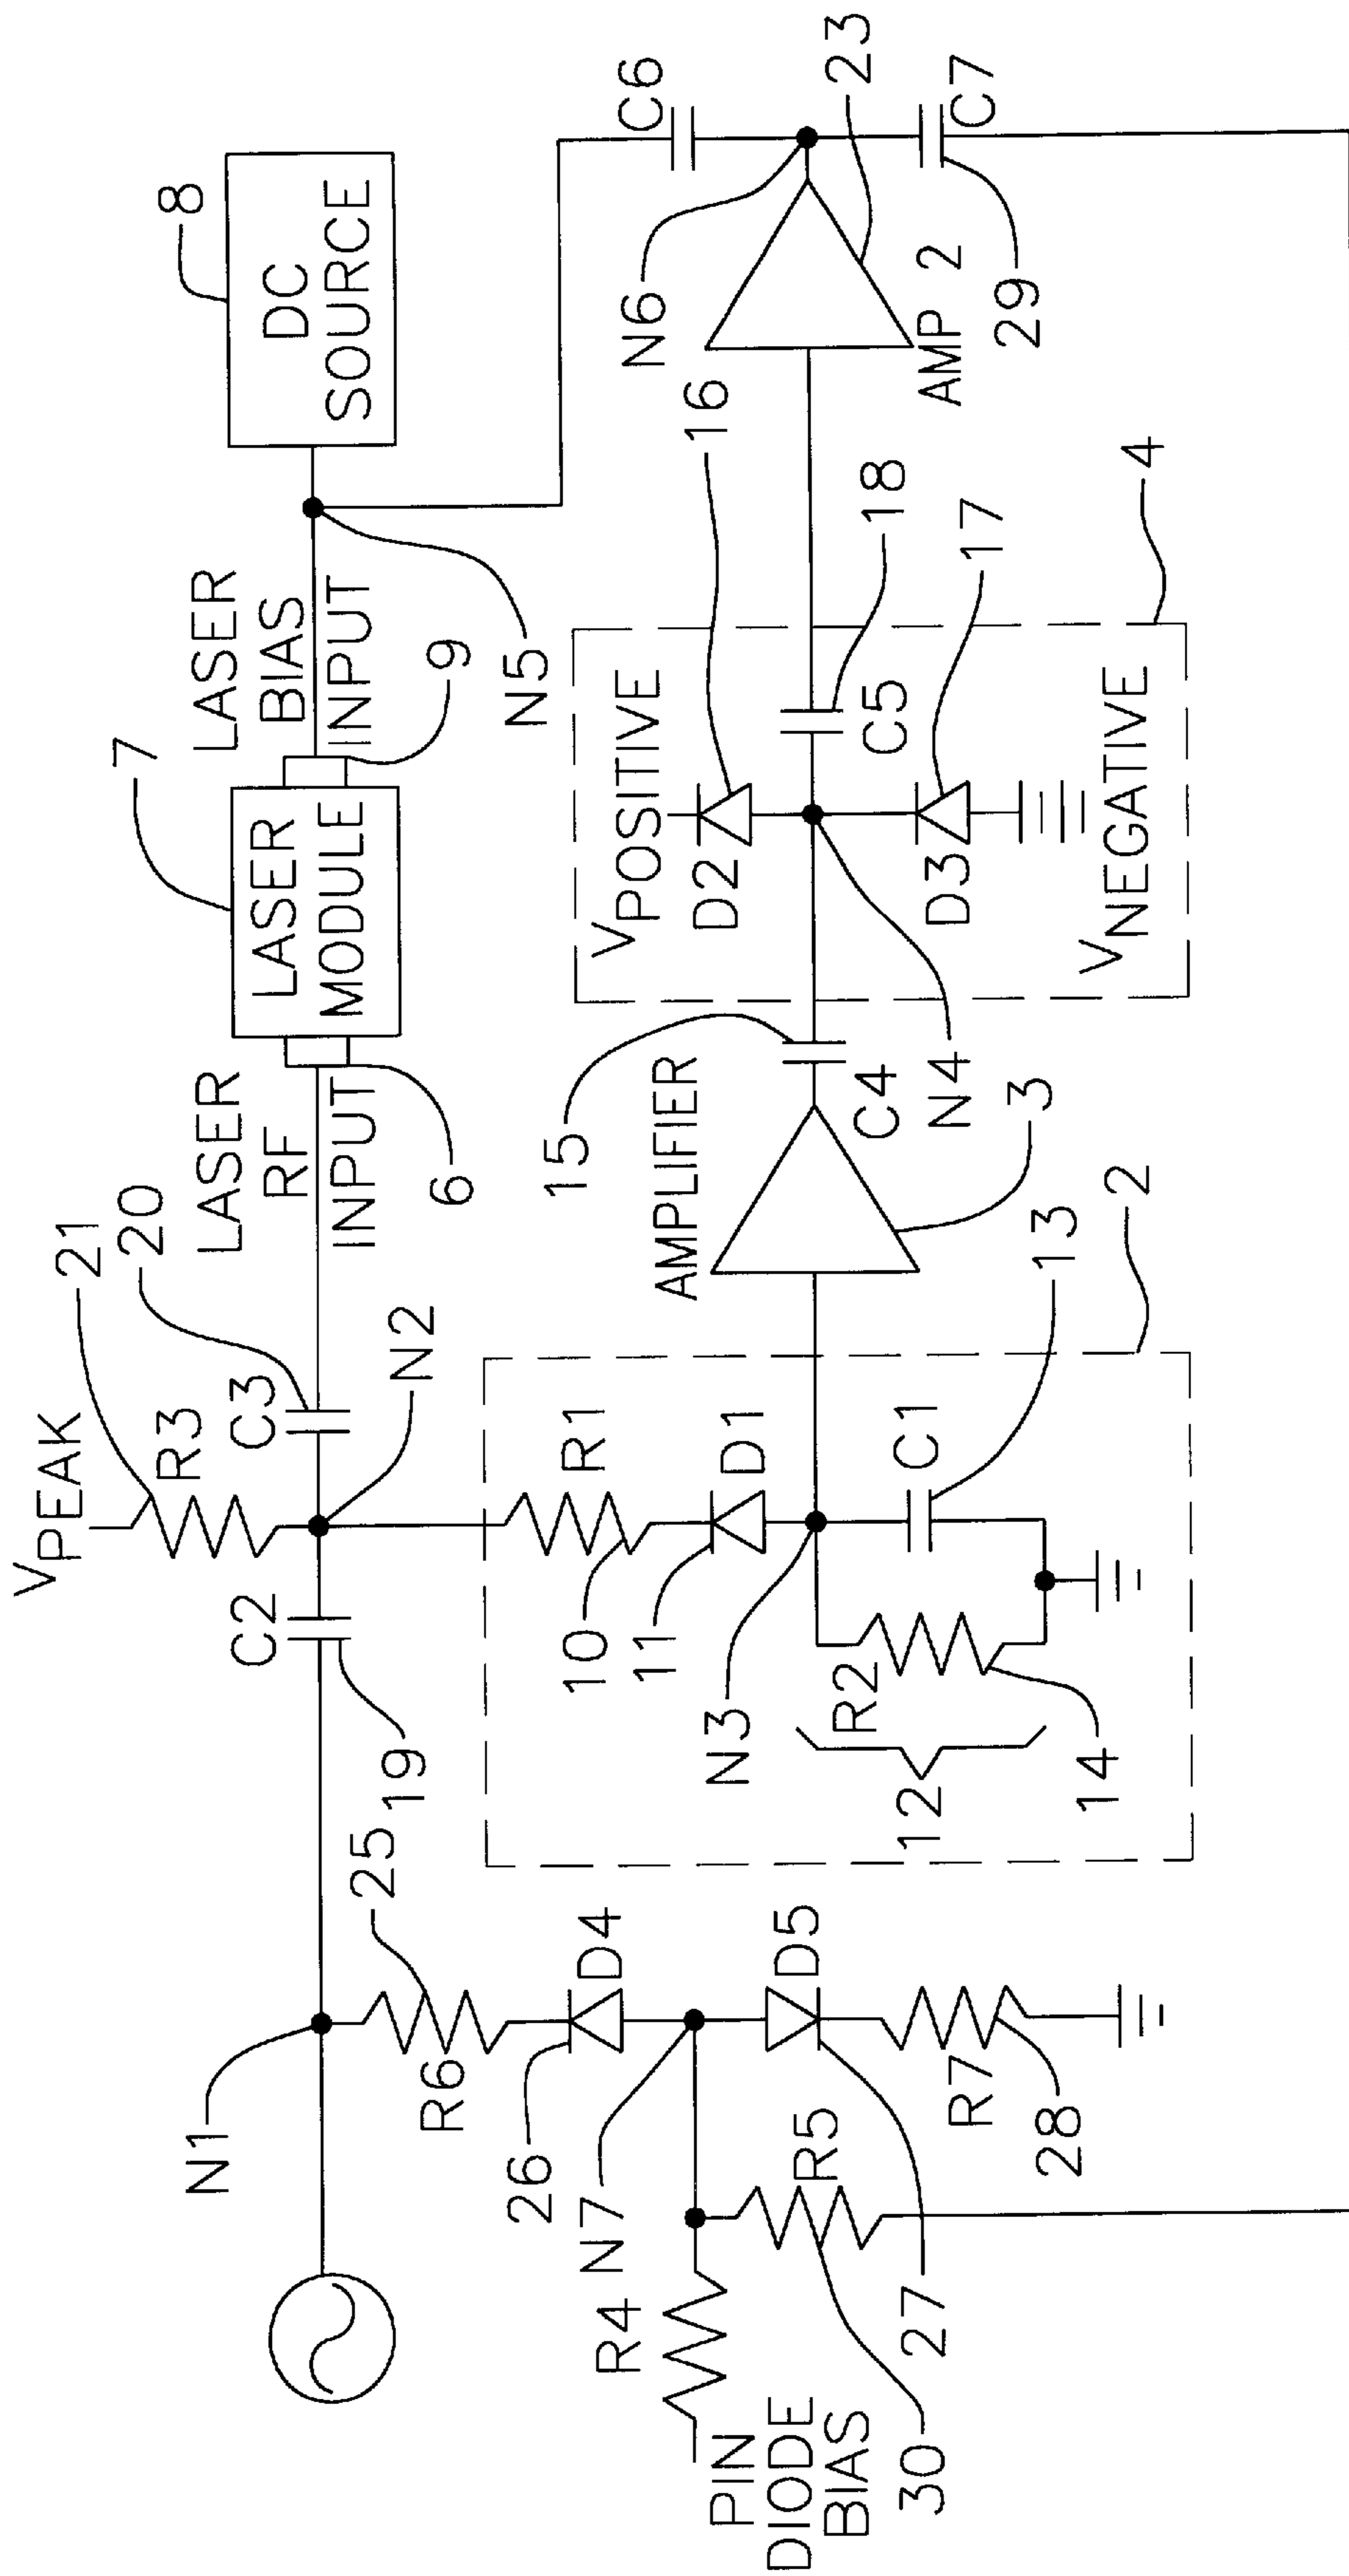 8
DC
SOURCE
7
LASER
BIAS
INPUT
LASER
MODULE
9
N5
LASER
RF
INPUT
6
VPEAK
21
20
R3
C3
N2
C2
19
N1
25
R6
26
D4
N7
D5
27
R7
28
R5
30
R4
PIN
DIODE
BIAS
R1
10
D1
11
N3
C1
13
R2
12
14
2
AMPLIFIER
3
15
C4
N4
VPOSITIVE
D2
16
C5
18
D3
17
VNEGATIVE
4
N6
C6
23
AMP 2
C7
29